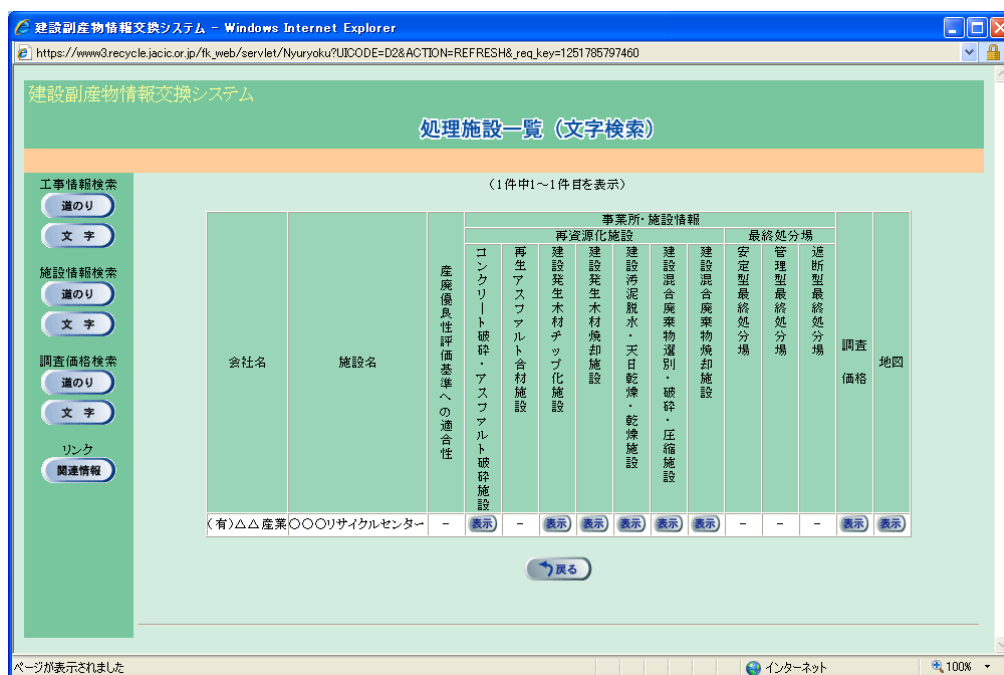 建設副産物情報交換システム - Windows Internet Explorer
https://www3.recycle.jacic.or.jp/fk_web/servlet/Nyuryoku?UICODE=D2&ACTION=REFRESH&_req_key=1251785797460
建設副産物情報交換システム
処理施設一覧（文字検索）
工事情報検索
道のり
文 字
施設情報検索
道のり
文 字
調査価格検索
道のり
文 字
リンク
関連情報
（1件中1～1件目を表示）
会社名
施設名
産廃優良性評価基準への適合性
事業所・施設情報
再資源化施設
最終処分場
コンクリート破砕・アスファルト破砕施設
再生アスファルト合材施設
建設発生木材チップ化施設
建設発生木材焼却施設
建設汚泥脱水・天日乾燥・乾燥施設
建設混合廃棄物選別・破砕・圧縮施設
建設混合廃棄物焼却施設
安定型最終処分場
管理型最終処分場
遮断型最終処分場
調査価格
地図
(有)△△産業 〇〇〇リサイクルセンター － 表示 － 表示 表示 表示 表示 表示 － － － 表示 表示
戻る
ページが表示されました
インターネット
100%